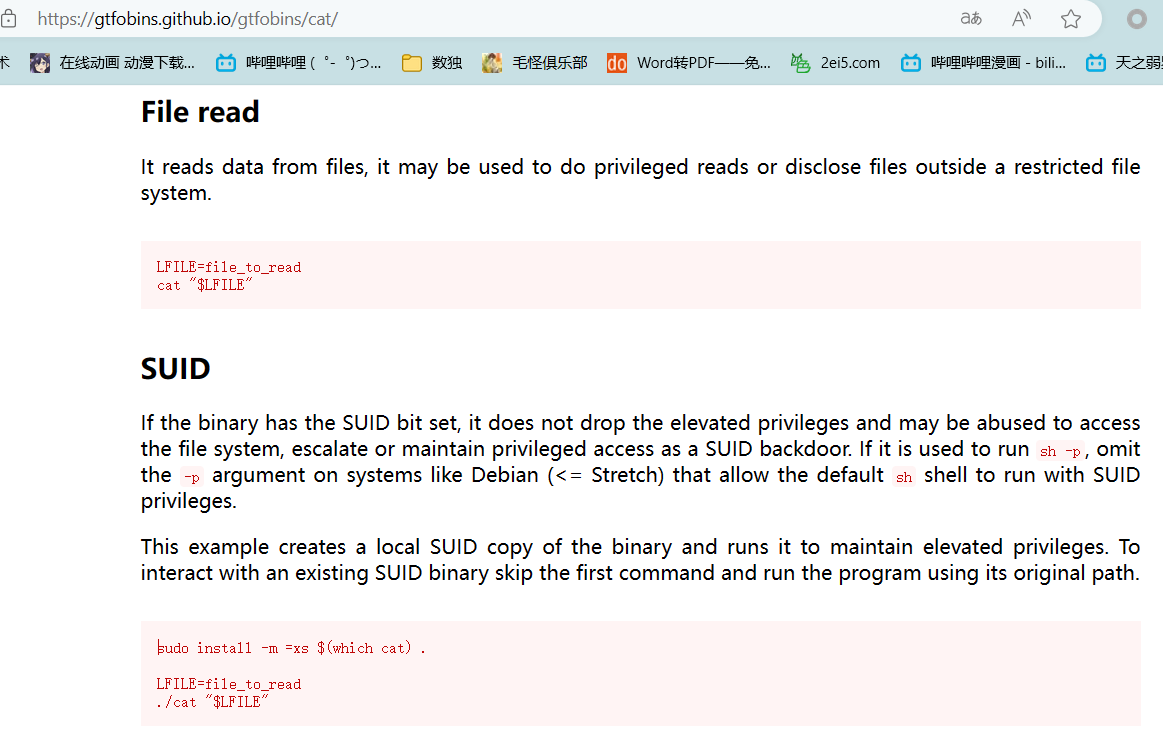 https://gtfobins.github.io/gtfobins/cat/
术 在线动画 动漫下载... 哔哩哔哩 ( ゜- ゜)つ... 数独 毛怪俱乐部 do Word转PDF——免... 2ei5.com 哔哩哔哩漫画 - bili... 天之弱
File read
It reads data from files, it may be used to do privileged reads or disclose files outside a restricted file
system.
LFILE=file_to_read
cat "$LFILE"
SUID
If the binary has the SUID bit set, it does not drop the elevated privileges and may be abused to access
the file system, escalate or maintain privileged access as a SUID backdoor. If it is used to run sh -p, omit
the -p argument on systems like Debian (<= Stretch) that allow the default sh shell to run with SUID
privileges.
This example creates a local SUID copy of the binary and runs it to maintain elevated privileges. To
interact with an existing SUID binary skip the first command and run the program using its original path.
sudo install -m =xs $(which cat) .
LFILE=file_to_read
./cat "$LFILE"